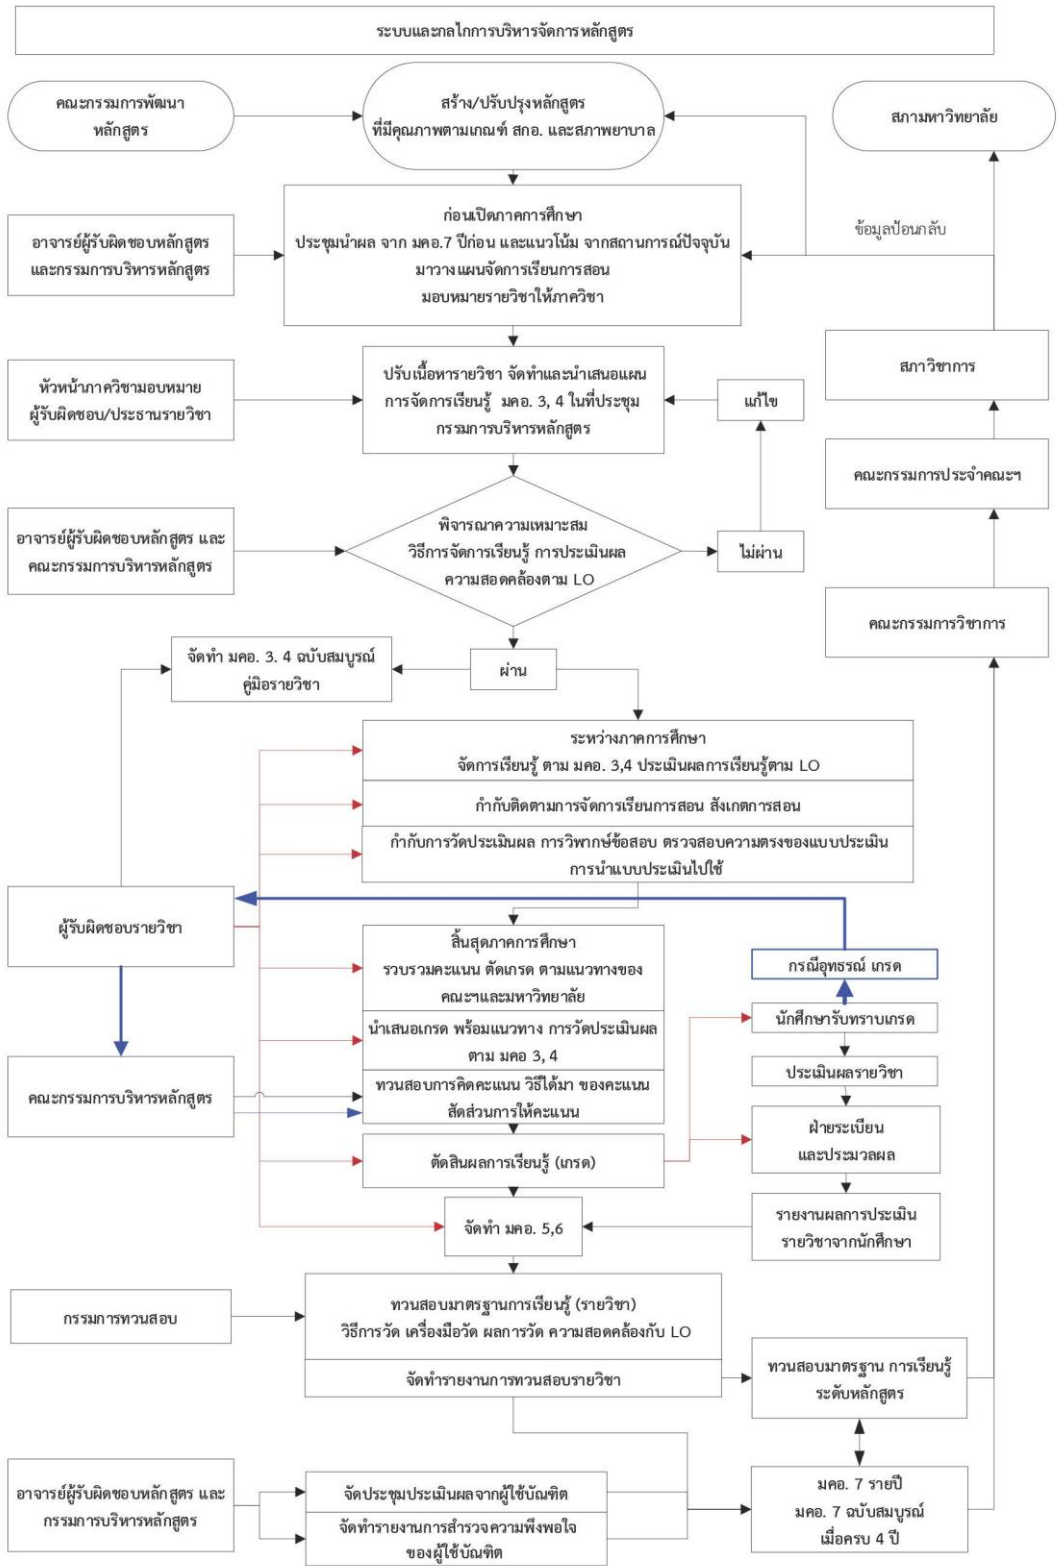 ระบบและกลไกการบริหารจัดการหลักสูตร
คณะกรรมการพัฒนา
หลักสูตร
สร้าง/ปรับปรุงหลักสูตร
ที่มีคุณภาพตามเกณฑ์ สกอ. และสภาพยาบาล
สภามหาวิทยาลัย
อาจารย์ผู้รับผิดชอบหลักสูตร
และกรรมการบริหารหลักสูตร
ก่อนเปิดภาคการศึกษา
ประชุมนำผล จาก มคอ.7 ปีก่อน และแนวโน้ม จากสถานการณ์ปัจจุบัน
มาวางแผนจัดการเรียนการสอน
มอบหมายรายวิชาให้ภาควิชา
ข้อมูลป้อนกลับ
หัวหน้าภาควิชามอบหมาย
ผู้รับผิดชอบ/ประธานรายวิชา
ปรับเนื้อหารายวิชา จัดทำและนำเสนอแผน
การจัดการเรียนรู้ มคอ. 3, 4 ในที่ประชุม
กรรมการบริหารหลักสูตร
แก้ไข
สภาวิชาการ
คณะกรรมการประจำคณะฯ
อาจารย์ผู้รับผิดชอบหลักสูตร และ
คณะกรรมการบริหารหลักสูตร
พิจารณาความเหมาะสม
วิธีการจัดการเรียนรู้ การประเมินผล
ความสอดคล้องตาม LO
ไม่ผ่าน
คณะกรรมการวิชาการ
จัดทำ มคอ. 3. 4 ฉบับสมบูรณ์
คู่มือรายวิชา
ผ่าน
ระหว่างภาคการศึกษา
จัดการเรียนรู้ ตาม มคอ. 3,4 ประเมินผลการเรียนรู้ตาม LO
กำกับติดตามการจัดการเรียนการสอน สังเกตการสอน
กำกับการวัดประเมินผล การวิพากษ์ข้อสอบ ตรวจสอบความตรงของแบบประเมิน
การนำแบบประเมินไปใช้
ผู้รับผิดชอบรายวิชา
สิ้นสุดภาคการศึกษา
รวบรวมคะแนน ตัดเกรด ตามแนวทางของ
คณะฯและมหาวิทยาลัย
กรณีอุทธรณ์ เกรด
นักศึกษารับทราบเกรด
นำเสนอเกรด พร้อมแนวทาง การวัดประเมินผล
ตาม มคอ 3, 4
ประเมินผลรายวิชา
คณะกรรมการบริหารหลักสูตร
ทวนสอบการคิดคะแนน วิธีได้มา ของคะแนน
สัดส่วนการให้คะแนน
ฝ่ายระเบียน
และประมวลผล
ตัดสินผลการเรียนรู้ (เกรด)
จัดทำ มคอ. 5,6
รายงานผลการประเมิน
รายวิชาจากนักศึกษา
กรรมการทวนสอบ
ทวนสอบมาตรฐานการเรียนรู้ (รายวิชา)
วิธีการวัด เครื่องมือวัด ผลการวัด ความสอดคล้องกับ LO
จัดทำรายงานการทวนสอบรายวิชา
ทวนสอบมาตรฐาน การเรียนรู้
ระดับหลักสูตร
อาจารย์ผู้รับผิดชอบหลักสูตร และ
กรรมการบริหารหลักสูตร
จัดประชุมประเมินผลจากผู้ใช้บัณฑิต
จัดทำรายงานการสำรวจความพึงพอใจ
ของผู้ใช้บัณฑิต
มคอ. 7 รายปี
มคอ. 7 ฉบับสมบูรณ์
เมื่อครบ 4 ปี